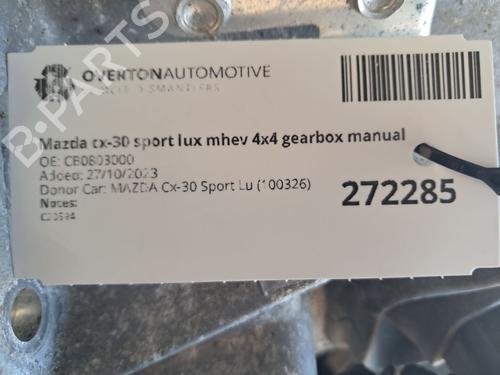 B-PARTS
OVERTONAUTOMOTIVE
Mazda cx-30 sport lux mhev 4x4 gearbox manual
OE: CB0803000
Added: 27/10/2023
Donor Car: MAZDA Cx-30 Sport Lu (100326)
272285
Notes: